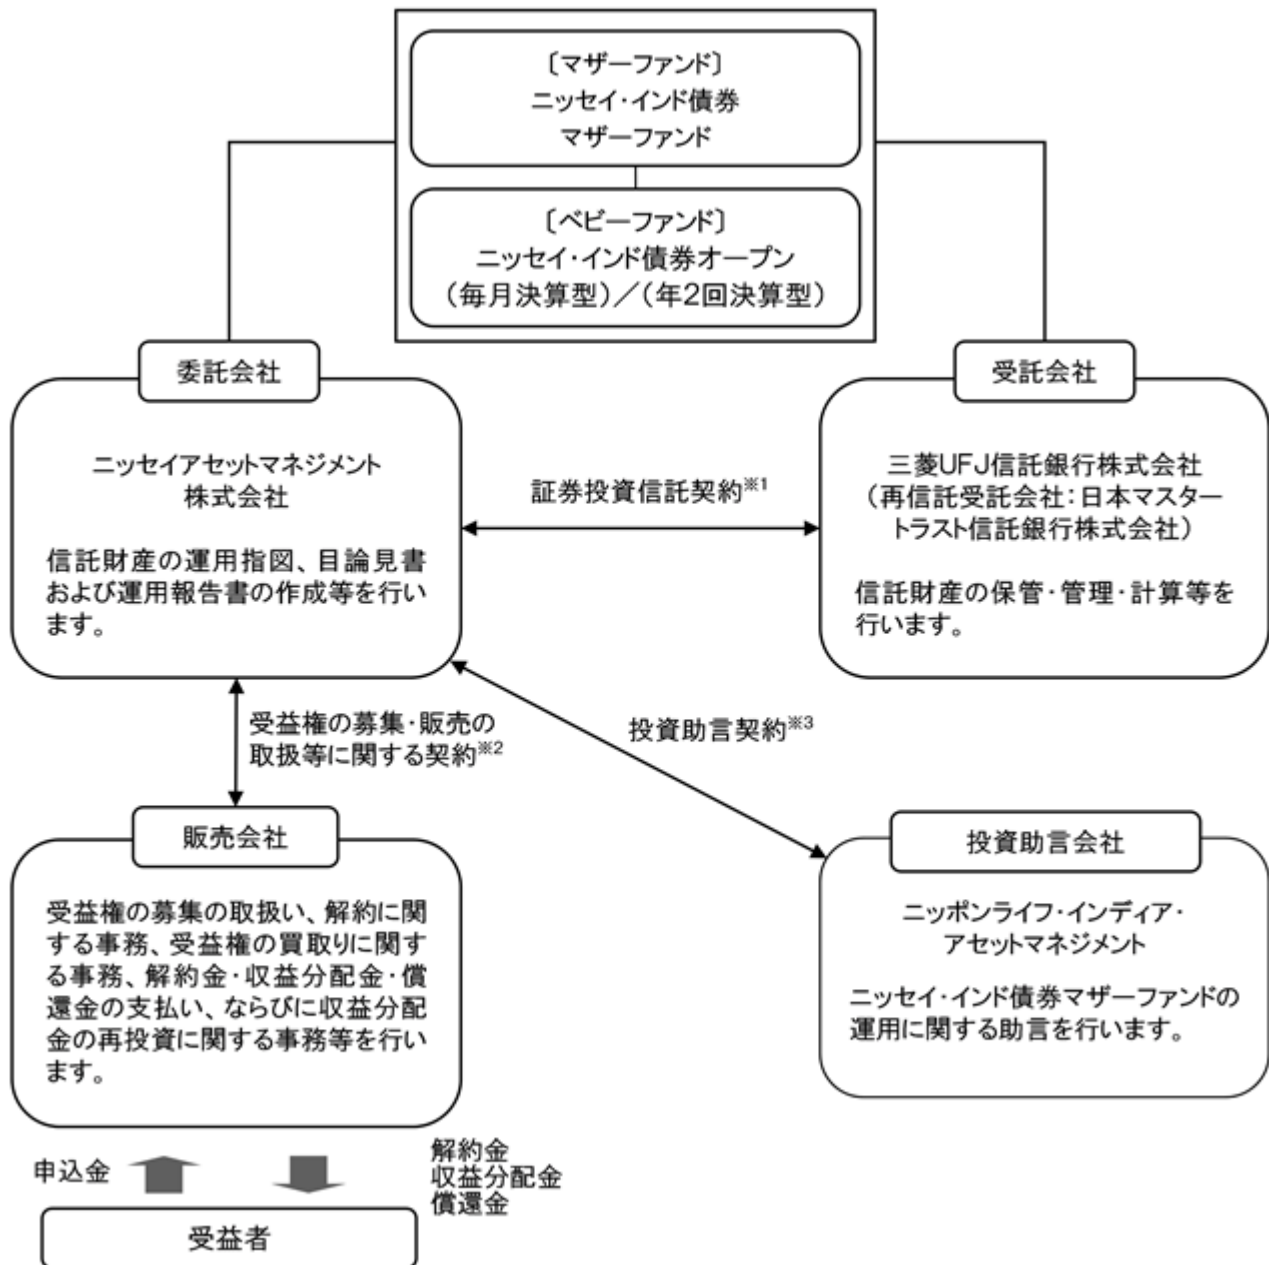 〔マザーファンド〕
ニッセイ・インド債券
マザーファンド
〔ベビーファンド〕
ニッセイ・インド債券オープン
（毎月決算型）／（年2回決算型）
委託会社
ニッセイアセットマネジメント
株式会社
信託財産の運用指図、目論見書
および運用報告書の作成等を行い
ます。
証券投資信託契約※1
受託会社
三菱UFJ信託銀行株式会社
（再信託受託会社：日本マスター
トラスト信託銀行株式会社）
信託財産の保管・管理・計算等を
行います。
受益権の募集・販売の
取扱等に関する契約※2
投資助言契約※3
販売会社
受益権の募集の取扱い、解約に関
する事務、受益権の買取りに関す
る事務、解約金・収益分配金・償
還金の支払い、ならびに収益分配
金の再投資に関する事務等を行い
ます。
投資助言会社
ニッポンライフ・インディア・
アセットマネジメント
ニッセイ・インド債券マザーファンドの
運用に関する助言を行います。
申込金
解約金
収益分配金
償還金
受益者